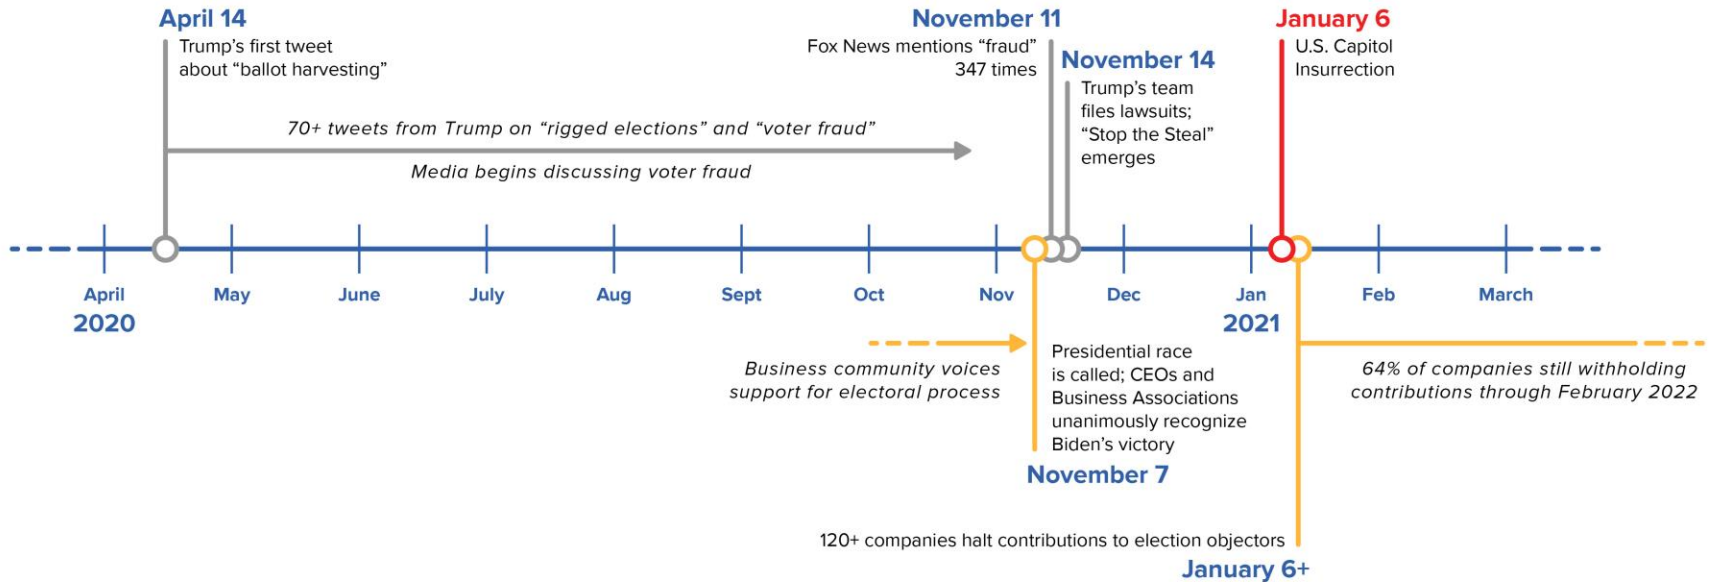 April 14
Trump’s first tweet
about “ballot harvesting”
November 11
Fox News mentions “fraud”
347 times
November 14
Trump’s team
files lawsuits;
“Stop the Steal”
emerges
January 6
U.S. Capitol
Insurrection
70+ tweets from Trump on “rigged elections” and “voter fraud”
Media begins discussing voter fraud
April
2020
May
June
July
Aug
Sept
Oct
Nov
Dec
Jan
2021
Feb
March
Business community voices
support for electoral process
Presidential race
is called; CEOs and
Business Associations
unanimously recognize
Biden’s victory
November 7
64% of companies still withholding
contributions through February 2022
120+ companies halt contributions to election objectors
January 6+